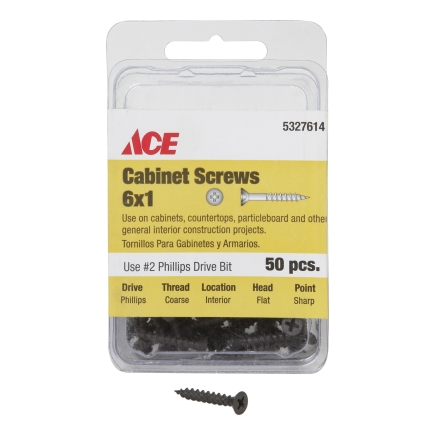 5327614
ACE
Cabinet Screws
6x1
Use on cabinets, countertops, particleboard and other
general interior construction projects.
Tornillos Para Gabinetes y Armarios.
Use #2 Phillips Drive Bit
50 pcs.
Drive Thread Location Head Point
Phillips Coarse Interior Flat Sharp